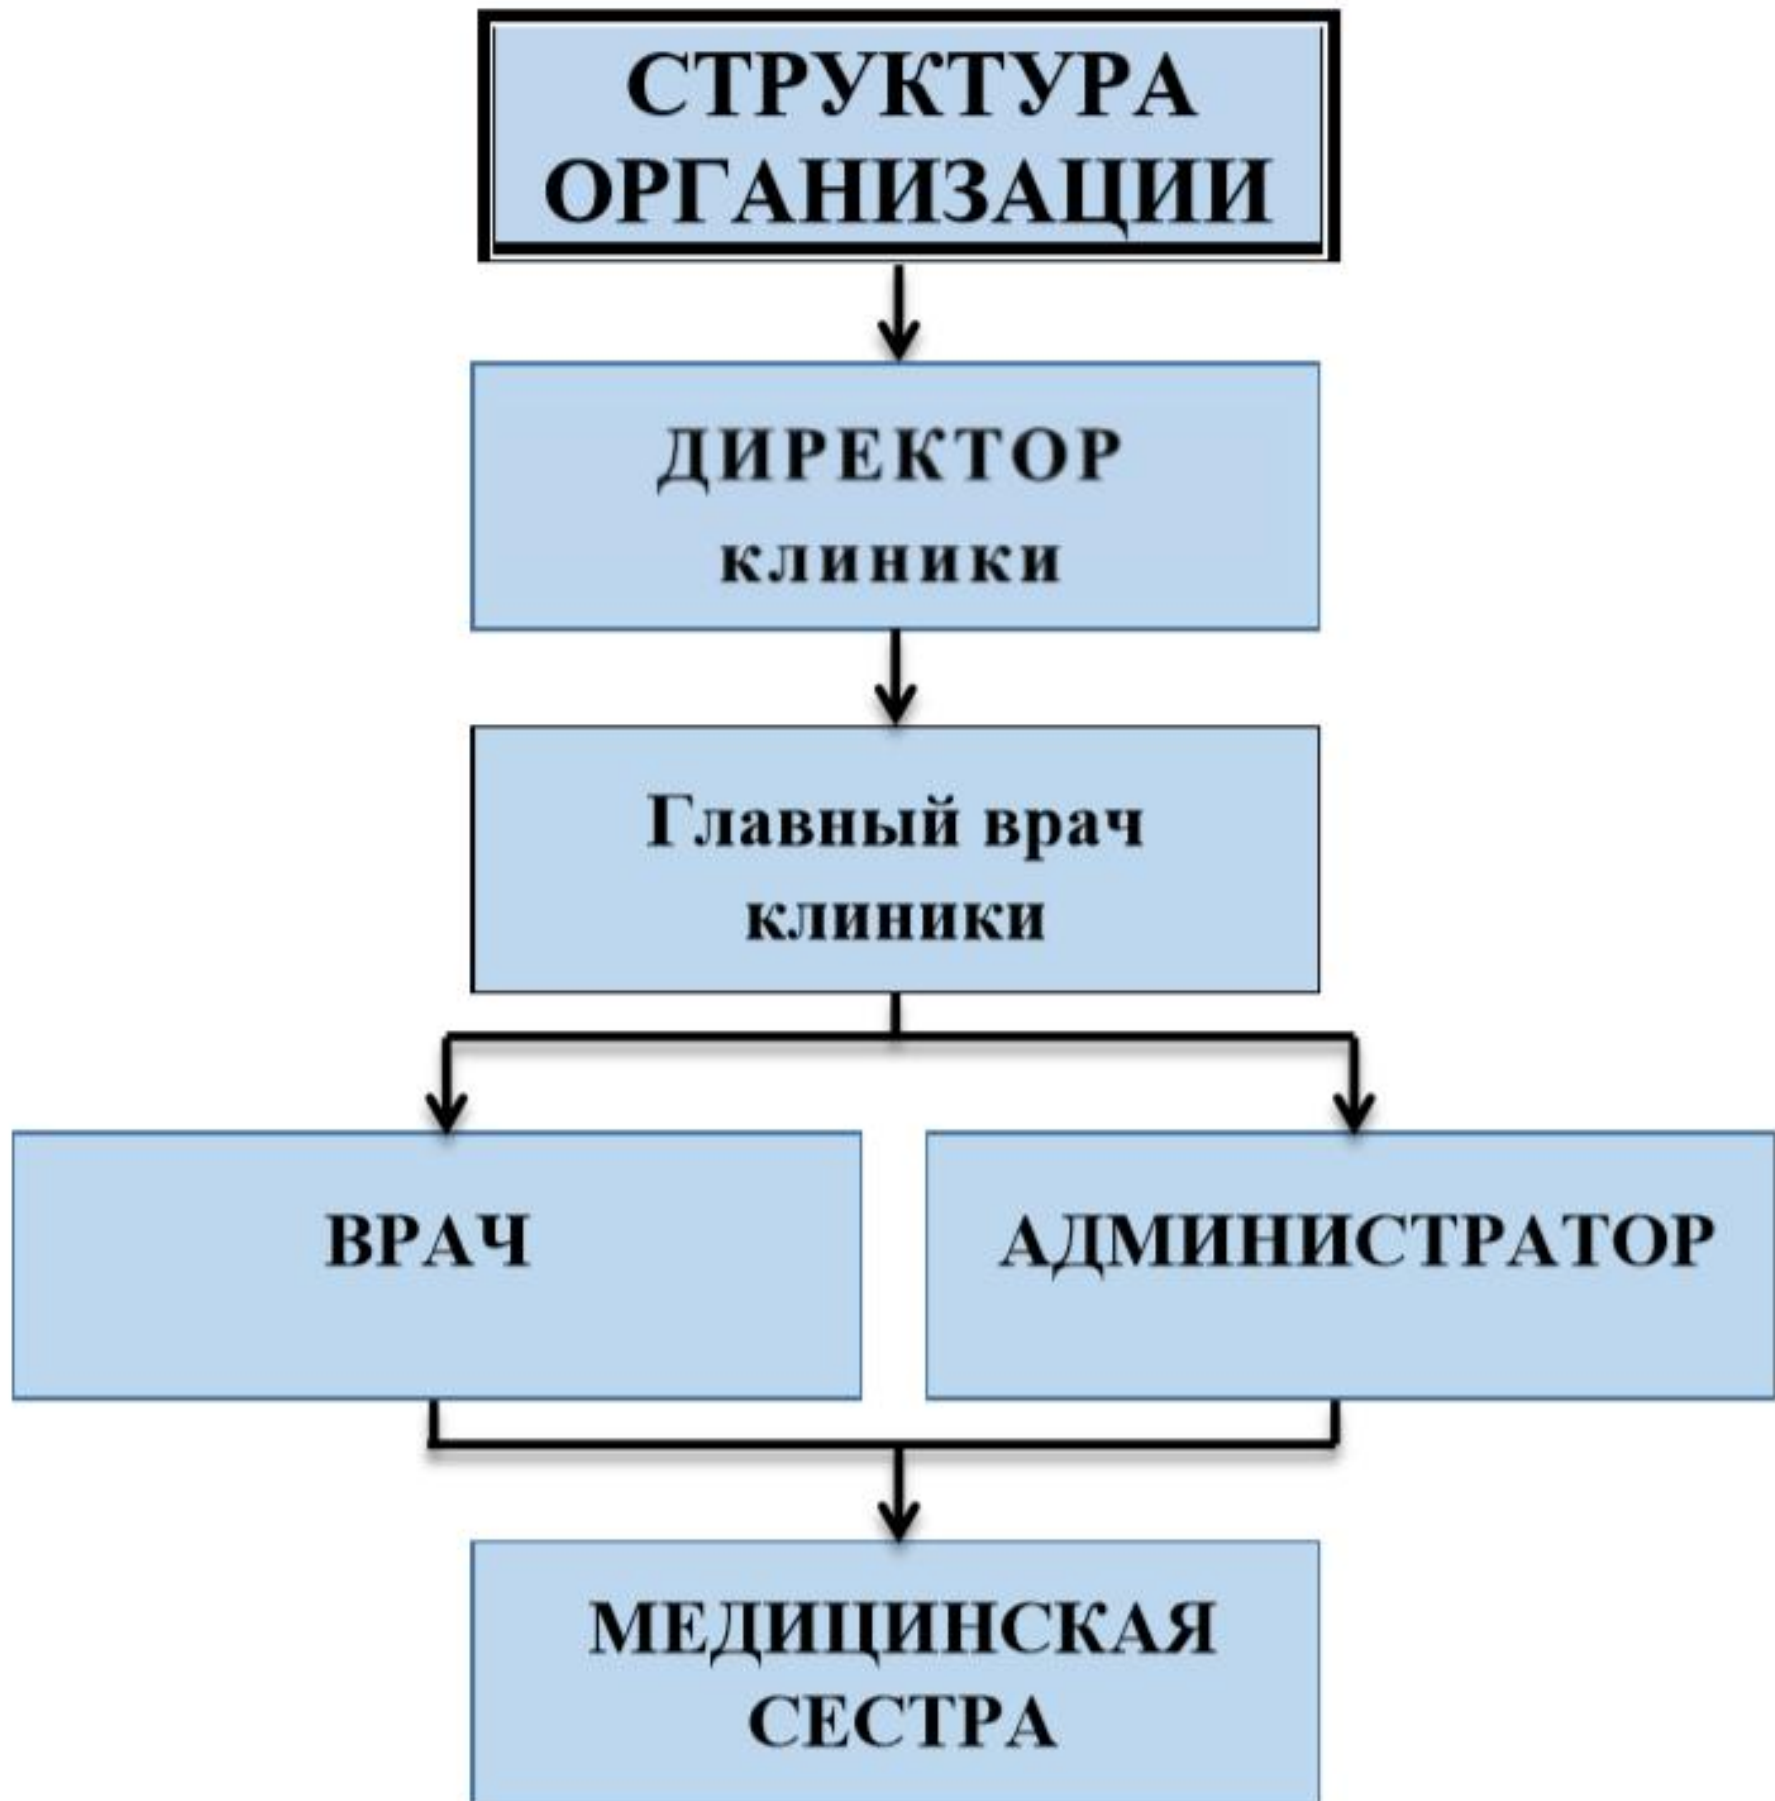 СТРУКТУРА
ОРГАНИЗАЦИИ
ДИРЕКТОР
клиники
Главный врач
клиники
ВРАЧ
АДМИНИСТРАТОР
МЕДИЦИНСКАЯ
СЕСТРА